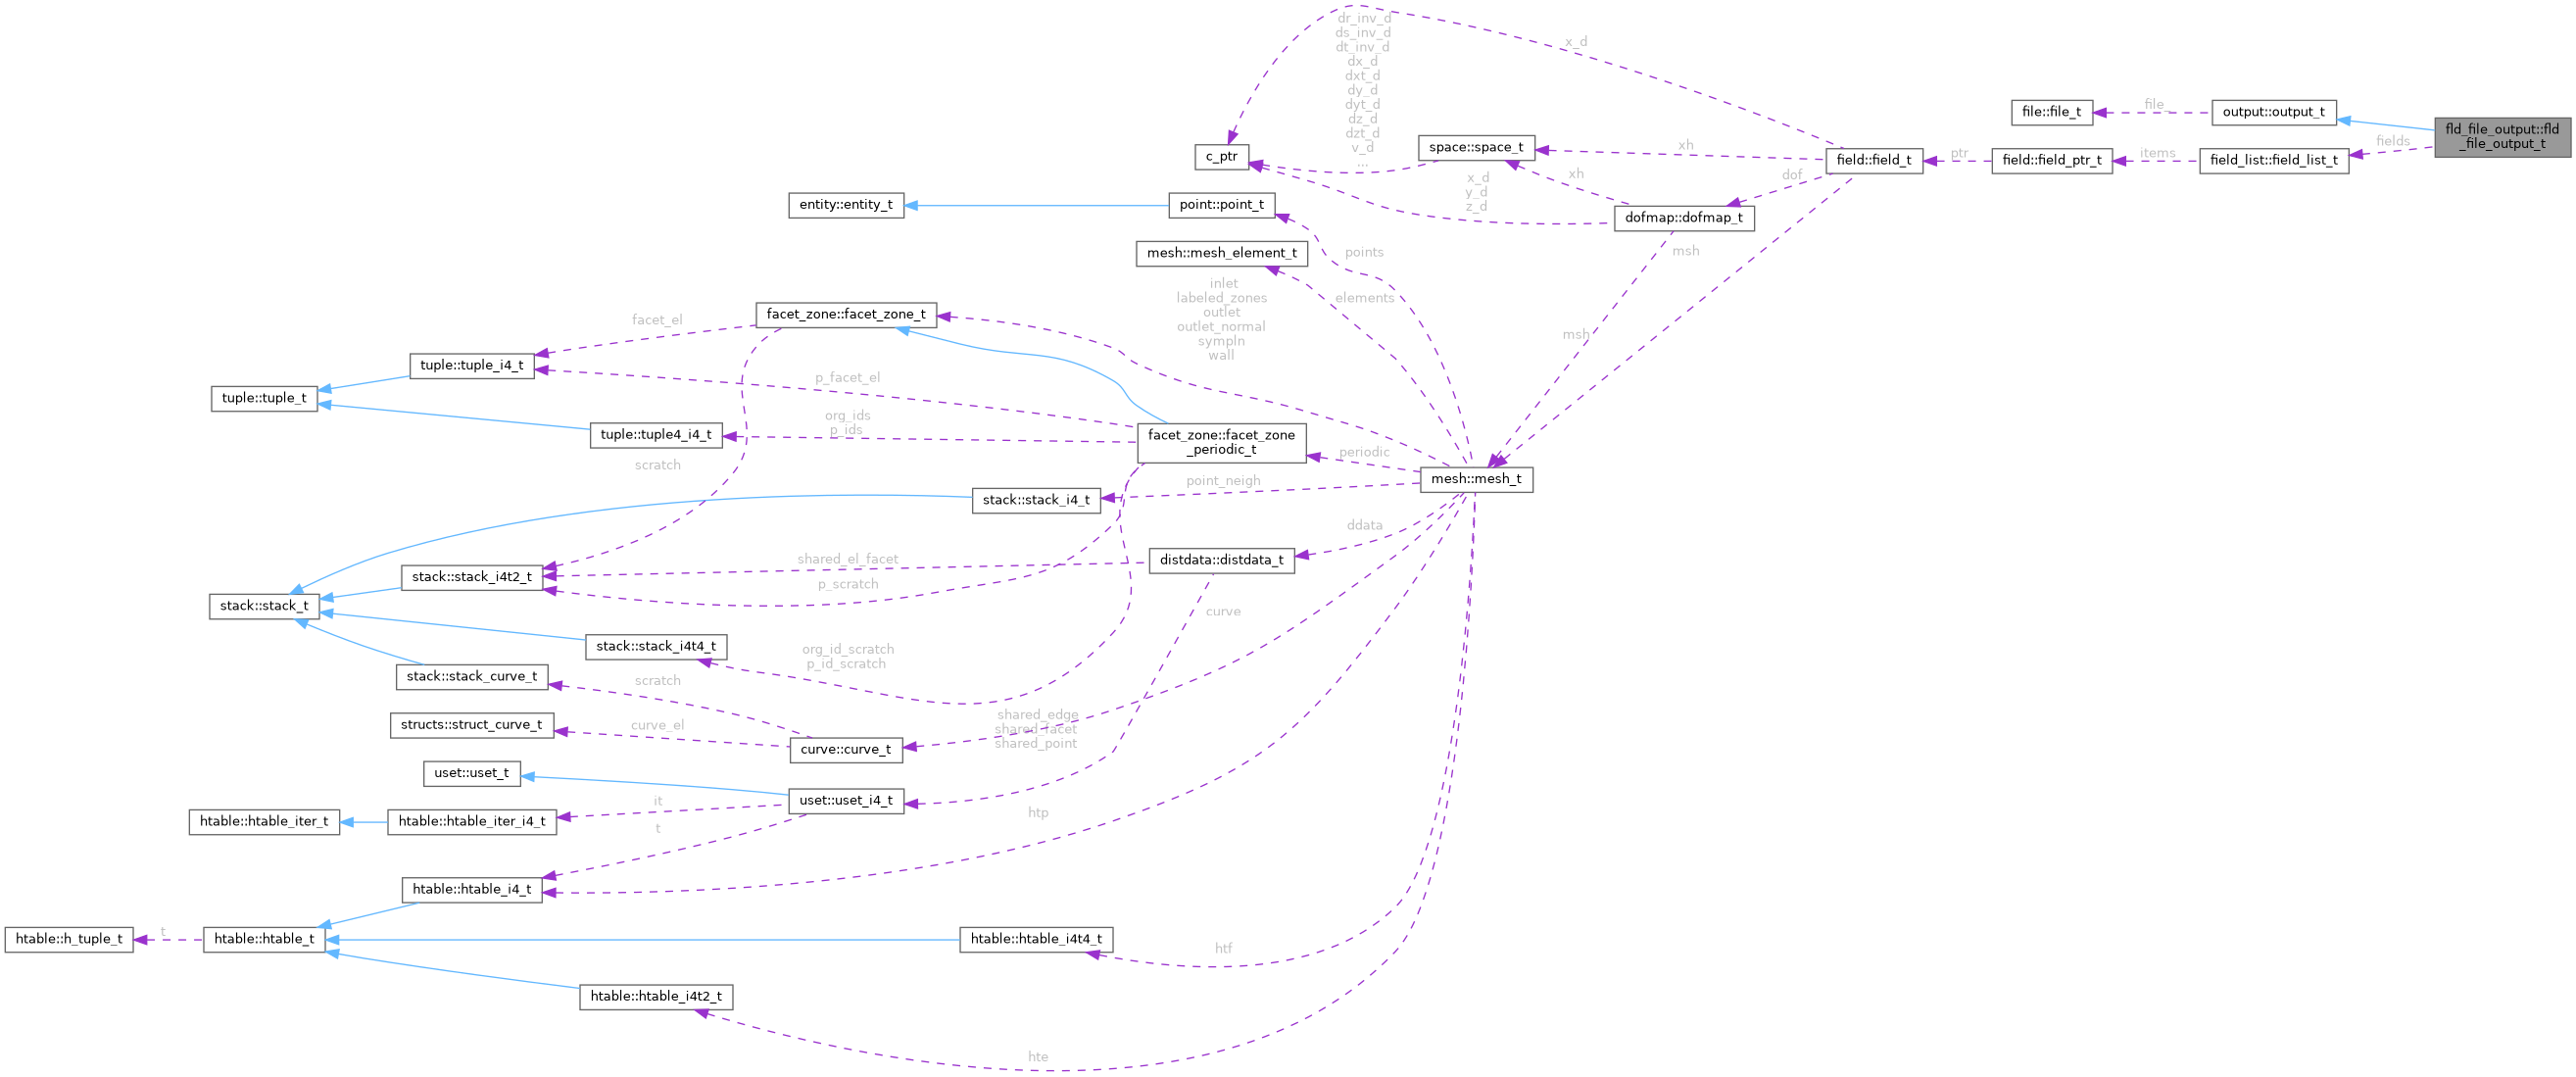 dr_inv_d
ds_inv_d
dt_inv_d
dx_d
dxt_d
dy_d
dyt_d
dz_d
dzt_d
v_d
...
x_d
file::file_t
file_
output::output_t
fld_file_output::fld
_file_output_t
fields
c_ptr
space::space_t
xh
field::field_t
ptr
field::field_ptr_t
items
field_list::field_list_t
xh
dof
x_d
y_d
z_d
dofmap::dofmap_t
entity::entity_t
point::point_t
mesh::mesh_element_t
points
msh
elements
inlet
labeled_zones
outlet
outlet_normal
sympln
wall
facet_zone::facet_zone_t
facet_el
msh
tuple::tuple_i4_t
tuple::tuple_t
p_facet_el
org_ids
p_ids
tuple::tuple4_i4_t
facet_zone::facet_zone
_periodic_t
periodic
scratch
mesh::mesh_t
point_neigh
stack::stack_i4_t
ddata
shared_el_facet
distdata::distdata_t
stack::stack_i4t2_t
p_scratch
stack::stack_t
curve
stack::stack_i4t4_t
org_id_scratch
p_id_scratch
stack::stack_curve_t
scratch
structs::struct_curve_t
curve_el
shared_edge
shared_facet
shared_point
curve::curve_t
uset::uset_t
uset::uset_i4_t
it
htable::htable_iter_t
htable::htable_iter_i4_t
t
htp
htable::htable_i4_t
htable::h_tuple_t
t
htable::htable_t
htable::htable_i4t4_t
htf
htable::htable_i4t2_t
hte